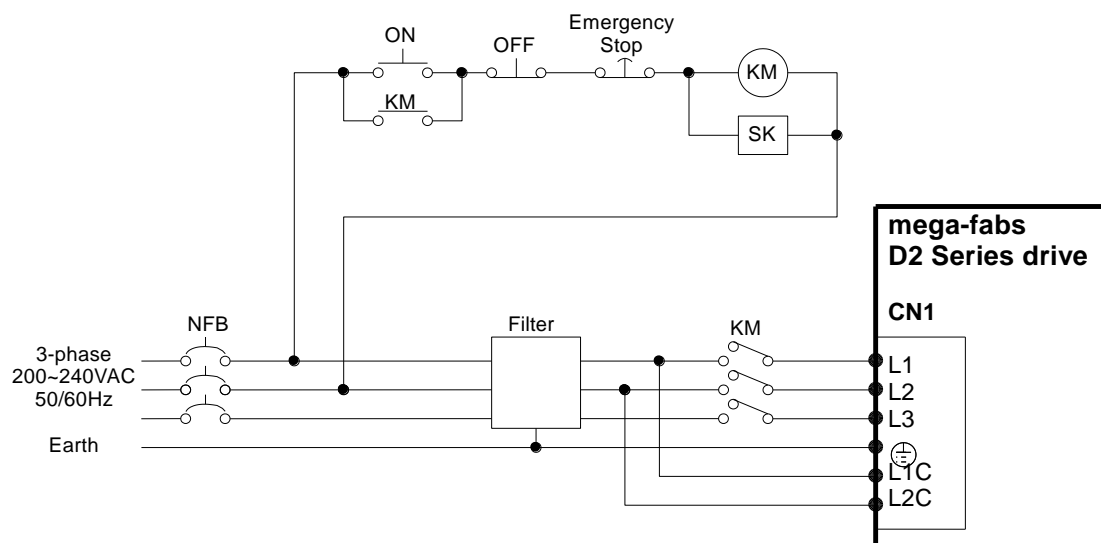 Emergency
Stop
ON
OFF
KM
KM
SK
mega-fabs
D2 Series drive
CN1
NFB
Filter
KM
3-phase
200~240VAC
50/60Hz
Earth
L1
L2
L3
L1C
L2C